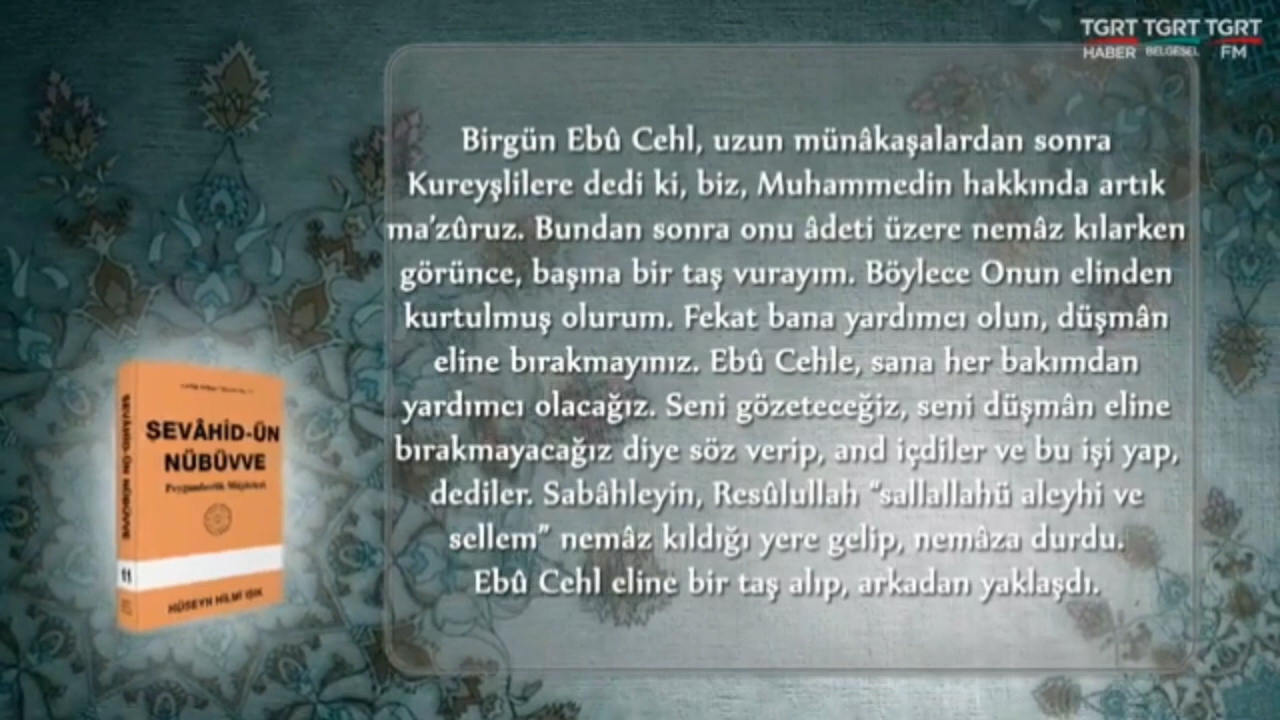 TGRT TGRT TGRT
HABER BELGESEL FM
Birgün Ebû Cehl, uzun münâkaşalardan sonra
Kureyşlilere dedi ki, biz, Muhammedin hakkında artık
ma’zûruz. Bundan sonra onu âdeti üzere nemâz kılarken
görünce, başına bir taş vurayım. Böylece Onun elinden
kurtulmuş olurum. Fekat bana yardımcı olun, düşmân
eline bırakmayınız. Ebû Cehle, sana her bakımdan
yardımcı olacağız. Seni gözeteceğiz, seni düşmân eline
bırakmayacağız diye söz verip, and içdiler ve bu işi yap,
dediler. Sabâhleyin, Resûlullah “sallallahü aleyhi ve
sellem” nemâz kıldığı yere gelip, nemâza durdu.
Ebû Cehl eline bir taş alıp, arkadan yaklaşdı.
ŞEVÂHİD-ÜN
NÜBÜVVE
Peygamberlik Müjdeleri
HÜSEYN HİLMİ IŞIK
ŞEVÂHİD-ÜN NÜBÜVVE
11